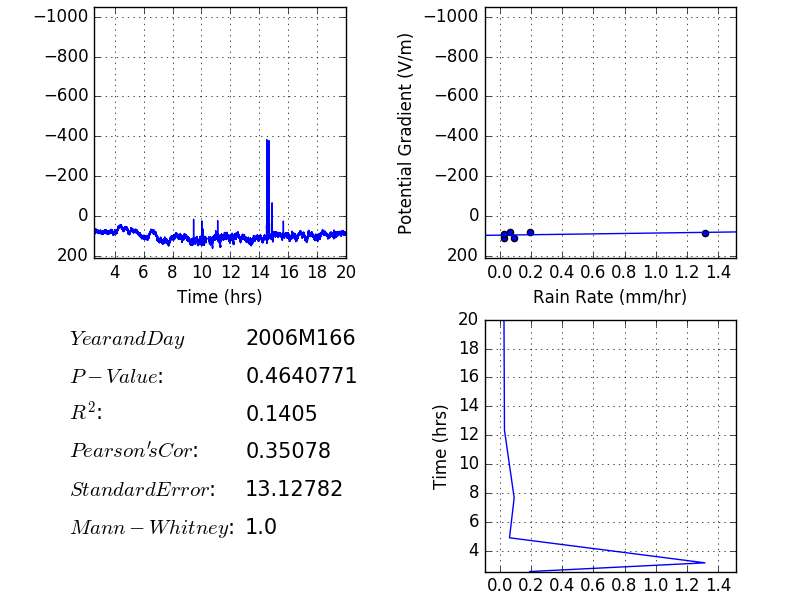 −1000
−800
−600
−400
−200
0
200
4 6 8 10 12 14 16 18 20
Time (hrs)
Potential Gradient (V/m)
−1000
−800
−600
−400
−200
0
200
0.0 0.2 0.4 0.6 0.8 1.0 1.2 1.4
Rain Rate (mm/hr)
YearandDay 2006M166
P − Value: 0.4640771
R²: 0.1405
Pearson'sCor: 0.35078
StandardError: 13.12782
Mann − Whitney: 1.0
Time (hrs)
20
18
16
14
12
10
8
6
4
0.0 0.2 0.4 0.6 0.8 1.0 1.2 1.4